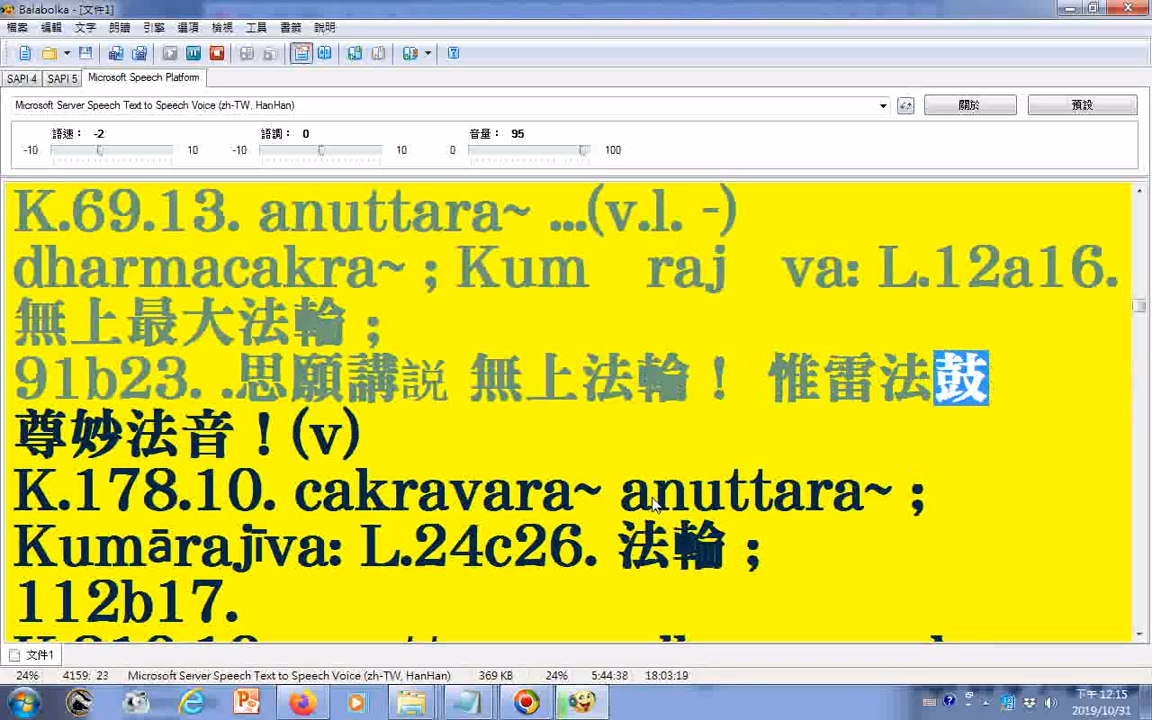 Balabolka - [文件1]
檔案 編輯 文字 朗讀 引擎 選項 檢視 工具 書籤 說明
SAPI 4 SAPI 5 Microsoft Speech Platform
Microsoft Server Speech Text to Speech Voice (zh-TW, HanHan) 關於 預設
語速： -2 語調： 0 音量： 95
-10 10 -10 10 0 100
K.69.13. anuttara~ ...(v.l. -)
dharmacakra~ ; Kum raj va: L.12a16.
無上最大法輪；
91b23. .思願講説 無上法輪！ 惟雷法鼓
尊妙法音！(v)
K.178.10. cakravara~ anuttara~ ;
Kumārajīva: L.24c26. 法輪；
112b17.
文件1
24% 4159: 23 Microsoft Server Speech Text to Speech Voice (zh-TW, HanHan) 369 KB 24% 5:44:38 18:03:19
下午 12:15
2019/10/31